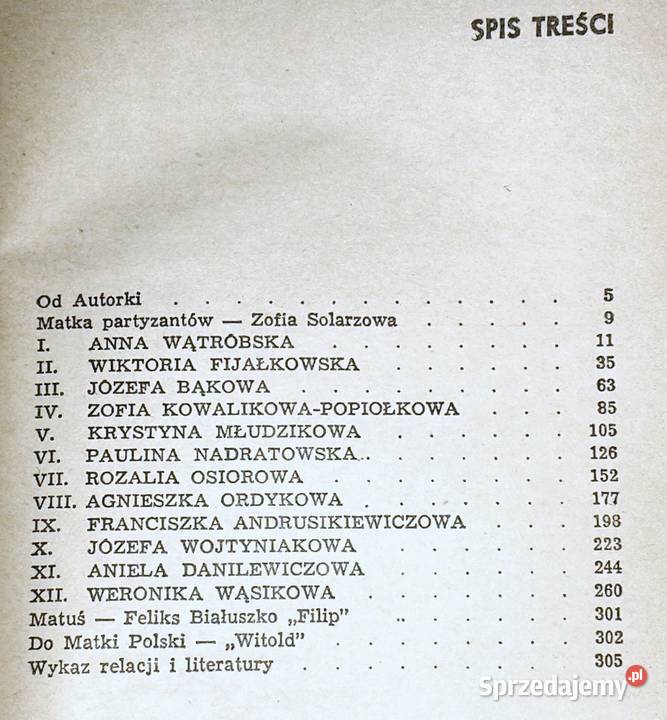 SPIS TREŚCI
Od Autorki . . . . . . . . . . . . . 5
Matka partyzantów — Zofia Solarzowa . . . . . 9
I. ANNA WĄTRÓBSKA . . . . . . . . 11
II. WIKTORIA FIJAŁKOWSKA . . . . . . 35
III. JÓZEFA BĄKOWA . . . . . . . . 63
IV. ZOFIA KOWALIKOWA-POPIOŁKOWA . . . 85
V. KRYSTYNA MŁUDZIKOWA . . . . . . 105
VI. PAULINA NADRATOWSKA.. . . . . . 126
VII. ROZALIA OSIOROWA . . . . . . . 152
VIII. AGNIESZKA ORDYKOWA . . . . . . 177
IX. FRANCISZKA ANDRUSIKIEWICZOWA . . . 198
X. JÓZEFA WOJTYNIAKOWA . . . . . . 223
XI. ANIELA DANILEWICZOWA . . . . . . 244
XII. WERONIKA WĄSIKOWA . . . . . . 260
Matuś — Feliks Białuszko „Filip” .. . . . . . 301
Do Matki Polski — „Witold” . . . . . . . . 302
Wykaz relacji i literatury . . . . . . . . . 305
Sprzedajemy.pl